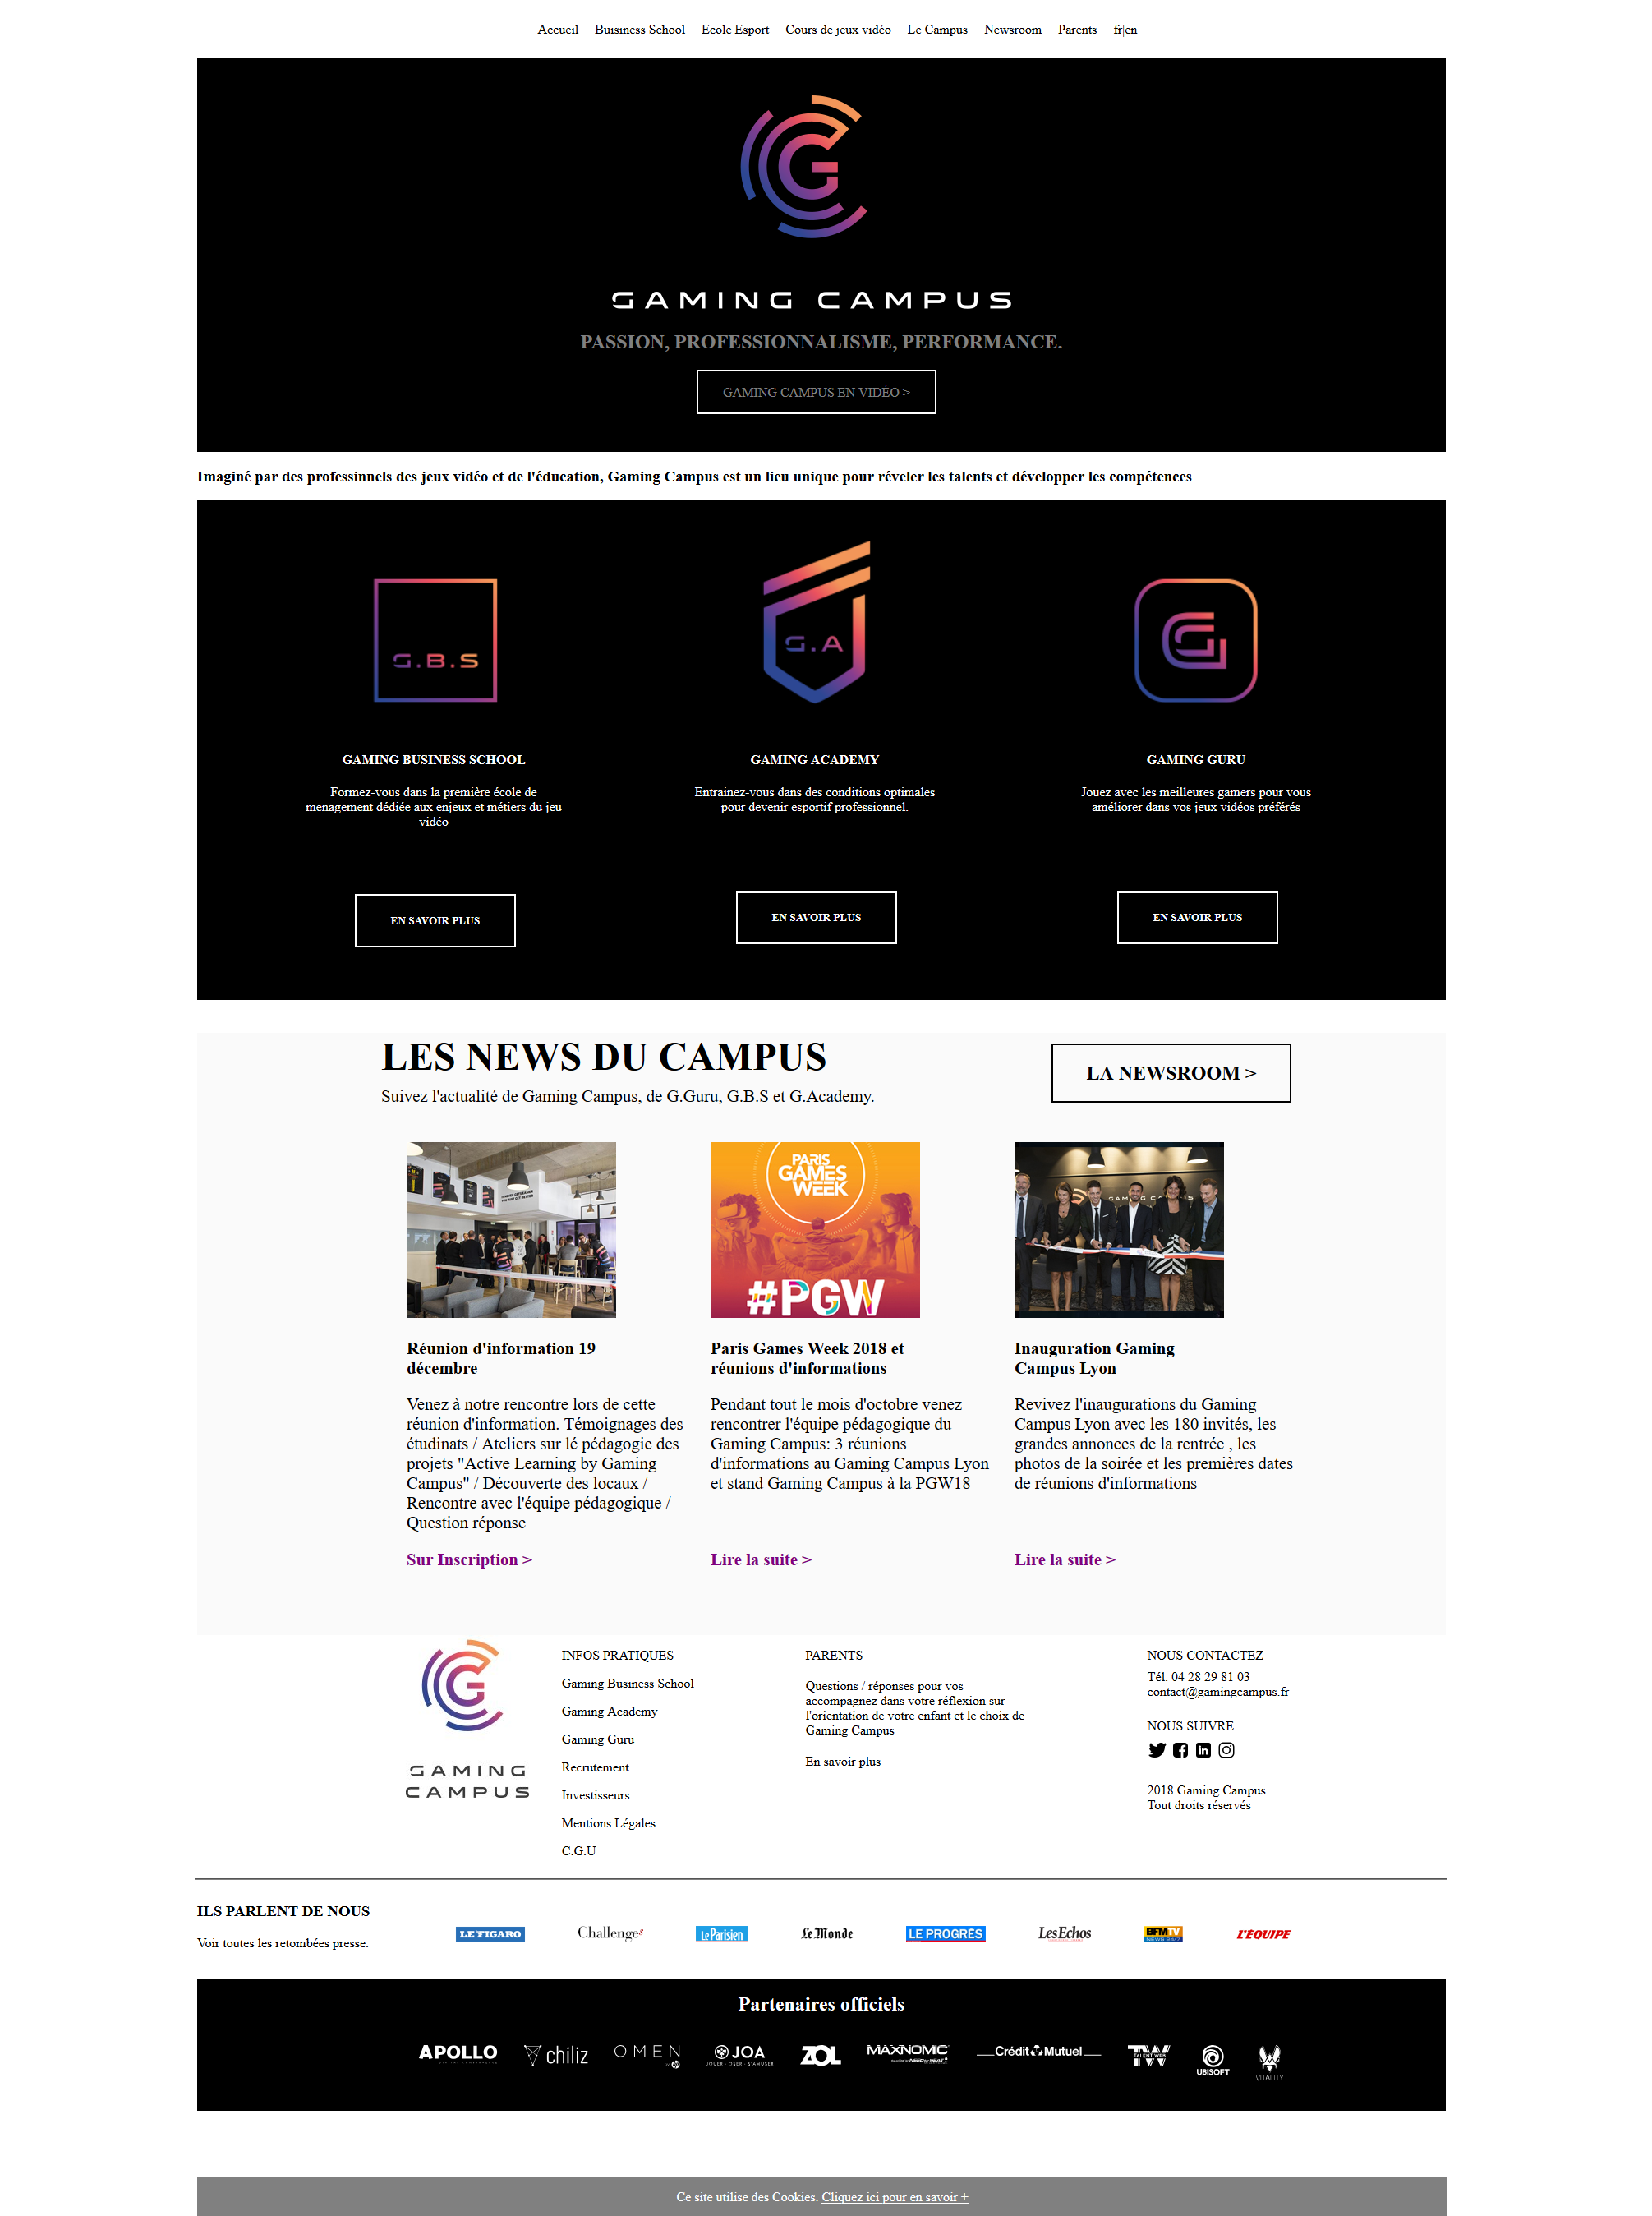 Accueil Buisiness School Ecole Esport Cours de jeux vidéo Le Campus Newsroom Parents fr|en
G
GAMING CAMPUS
PASSION, PROFESSIONNALISME, PERFORMANCE.
GAMING CAMPUS EN VIDÉO >
Imaginé par des professinnels des jeux vidéo et de l'éducation, Gaming Campus est un lieu unique pour réveler les talents et développer les compétences
G.B.S
GAMING BUSINESS SCHOOL
Formez-vous dans la première école de
menagement dédiée aux enjeux et métiers du jeu
vidéo
EN SAVOIR PLUS
G.A
GAMING ACADEMY
Entrainez-vous dans des conditions optimales
pour devenir esportif professionnel.
EN SAVOIR PLUS
G
GAMING GURU
Jouez avec les meilleures gamers pour vous
améliorer dans vos jeux vidéos préférés
EN SAVOIR PLUS
LES NEWS DU CAMPUS
Suivez l'actualité de Gaming Campus, de G.Guru, G.B.S et G.Academy.
LA NEWSROOM >
Réunion d'information 19
décembre
Venez à notre rencontre lors de cette
réunion d'information. Témoignages des
étudinats / Ateliers sur lé pédagogie des
projets "Active Learning by Gaming
Campus" / Découverte des locaux /
Rencontre avec l'équipe pédagogique /
Question réponse
Sur Inscription >
PARIS
GAMES
WEEK
#PGW
Paris Games Week 2018 et
réunions d'informations
Pendant tout le mois d'octobre venez
rencontrer l'équipe pédagogique du
Gaming Campus: 3 réunions
d'informations au Gaming Campus Lyon
et stand Gaming Campus à la PGW18
Lire la suite >
GAMING CAMPUS
Inauguration Gaming
Campus Lyon
Revivez l'inaugurations du Gaming
Campus Lyon avec les 180 invités, les
grandes annonces de la rentrée , les
photos de la soirée et les premières dates
de réunions d'informations
Lire la suite >
G
GAMING
CAMPUS
INFOS PRATIQUES
Gaming Business School
Gaming Academy
Gaming Guru
Recrutement
Investisseurs
Mentions Légales
C.G.U
PARENTS
Questions / réponses pour vos
accompagnez dans votre réflexion sur
l'orientation de votre enfant et le choix de
Gaming Campus
En savoir plus
NOUS CONTACTEZ
Tél. 04 28 29 81 03
contact@gamingcampus.fr
NOUS SUIVRE
2018 Gaming Campus.
Tout droits réservés
ILS PARLENT DE NOUS
Voir toutes les retombées presse.
LE FIGARO Challenges Le Parisien Le Monde LE PROGRÈS Les Echos BFMTV NEWS 24/7 L'ÉQUIPE
Partenaires officiels
APOLLO chiliz OMEN by hp JOA ZOL MAXNOMIC Crédit Mutuel TW TALENT WEB UBISOFT VITALITY
JOUER · OSER · S'AMUSER
Ce site utilise des Cookies. Cliquez ici pour en savoir +